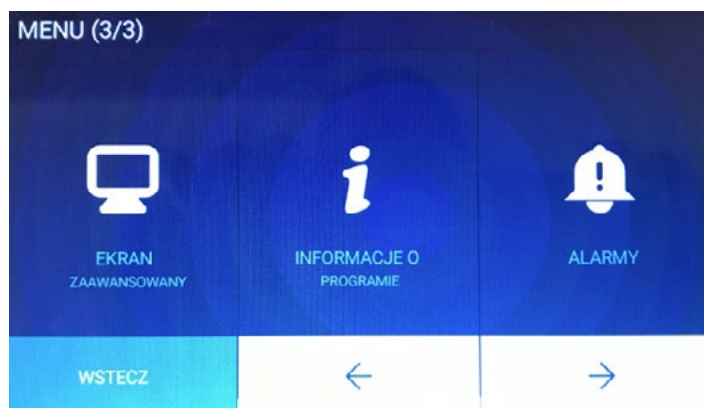 MENU (3/3)
EKRAN
ZAAWANSOWANY
INFORMACJE O
PROGRAMIE
ALARMY
WSTECZ